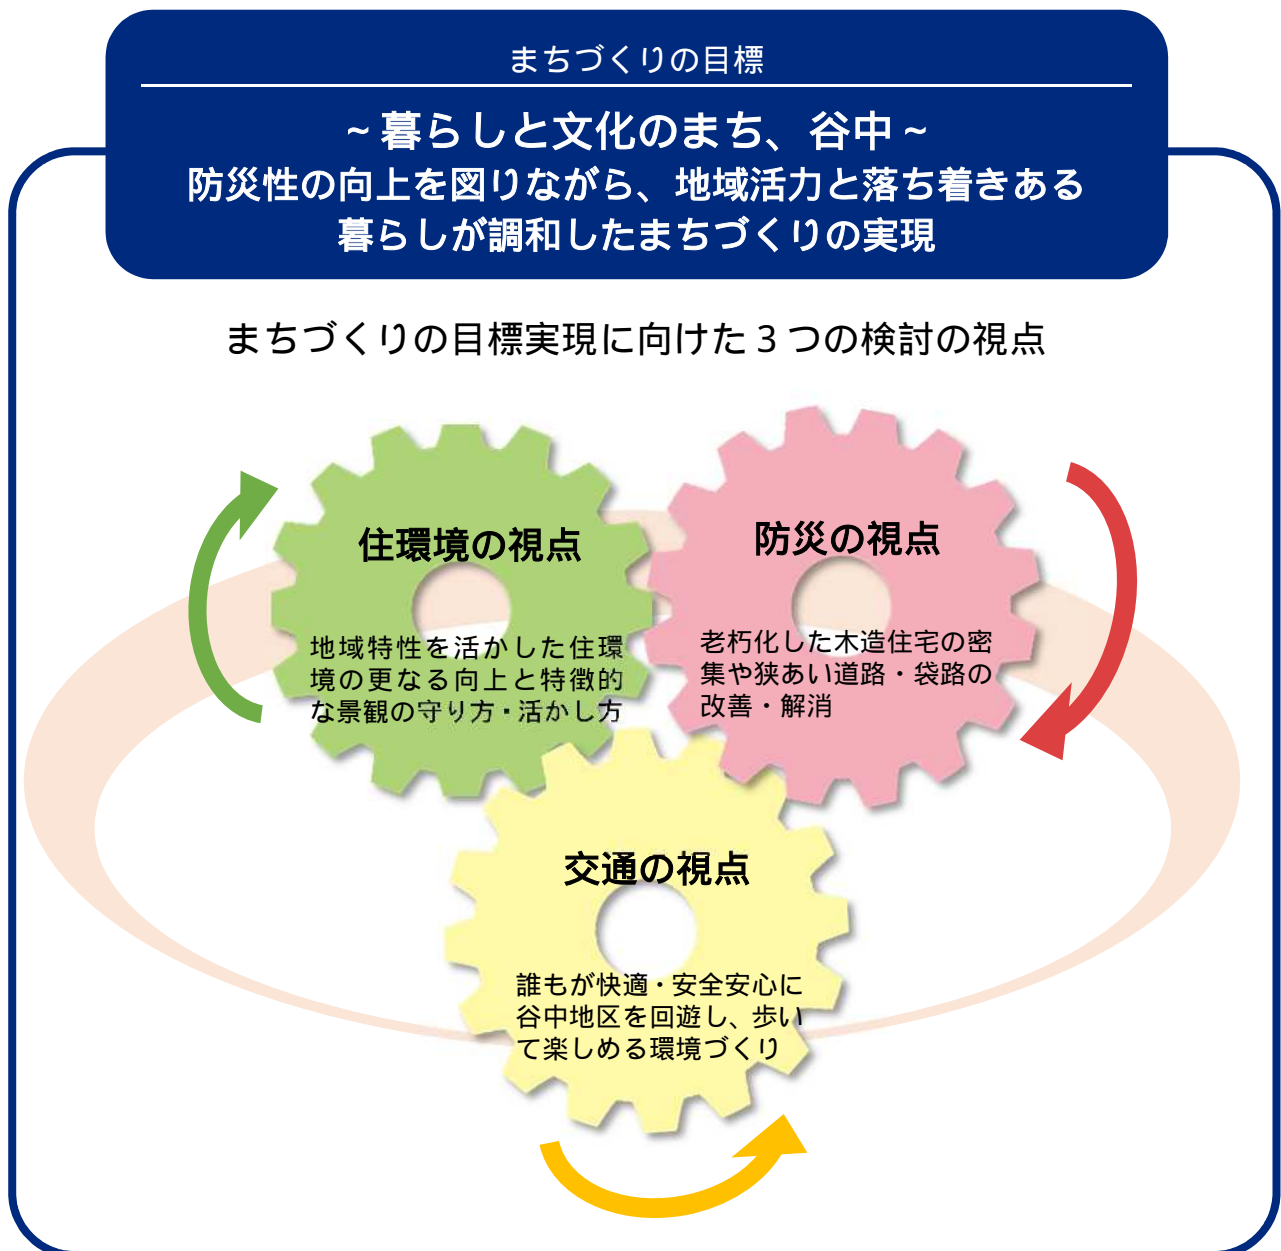 まちづくりの目標
~暮らしと文化のまち、谷中~
防災性の向上を図りながら、地域活力と落ち着きある
暮らしが調和したまちづくりの実現
まちづくりの目標実現に向けた３つの検討の視点
住環境の視点
地域特性を活かした住環
境の更なる向上と特徴的
な景観の守り方・活かし方
防災の視点
老朽化した木造住宅の密
集や狭あい道路・袋路の
改善・解消
交通の視点
誰もが快適・安全安心に
谷中地区を回遊し、歩い
て楽しめる環境づくり